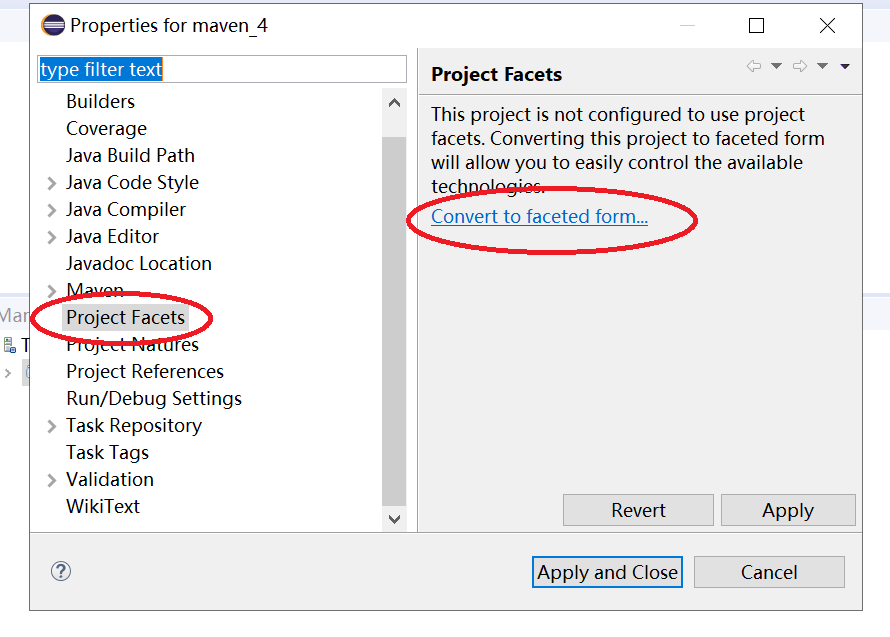 Properties for maven_4
type filter text
Builders
Coverage
Java Build Path
Java Code Style
Java Compiler
Java Editor
Javadoc Location
Maven
Project Facets
Project Natures
Project References
Run/Debug Settings
Task Repository
Task Tags
Validation
WikiText
Project Facets
This project is not configured to use project
facets. Converting this project to faceted form
will allow you to easily control the available
technologies.
Convert to faceted form...
Revert
Apply
Apply and Close
Cancel
Mar
T